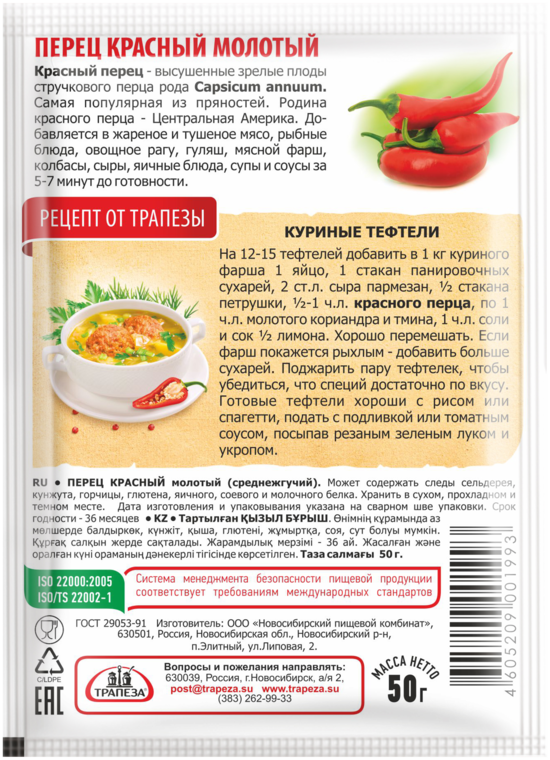 ПЕРЕЦ КРАСНЫЙ МОЛОТЫЙ
Красный перец - высушенные зрелые плоды
стручкового перца рода Capsicum annuum.
Самая популярная из пряностей. Родина
красного перца - Центральная Америка. До-
бавляется в жареное и тушеное мясо, рыбные
блюда, овощное рагу, гуляш, мясной фарш,
колбасы, сыры, яичные блюда, супы и соусы за
5-7 минут до готовности.
РЕЦЕПТ ОТ ТРАПЕЗЫ
КУРИНЫЕ ТЕФТЕЛИ
На 12-15 тефтелей добавить в 1 кг куриного
фарша 1 яйцо, 1 стакан панировочных
сухарей, 2 ст.л. сыра пармезан, ½ стакана
петрушки, ½-1 ч.л. красного перца, по 1
ч.л. молотого кориандра и тмина, 1 ч.л. соли
и сок ½ лимона. Хорошо перемешать. Если
фарш покажется рыхлым - добавить больше
сухарей. Поджарить пару тефтелек, чтобы
убедиться, что специй достаточно по вкусу.
Готовые тефтели хороши с рисом или
спагетти, подать с подливкой или томатным
соусом, посыпав резаным зеленым луком и
укропом.
RU ● ПЕРЕЦ КРАСНЫЙ молотый (среднежгучий). Может содержать следы сельдерея,
кунжута, горчицы, глютена, яичного, соевого и молочного белка. Хранить в сухом, прохладном и
темном месте. Дата изготовления и упаковывания указана на сварном шве упаковки. Срок
годности - 36 месяцев ● KZ ● Тартылған ҚЫЗЫЛ БҰРЫШ. Өнімнің құрамында аз
мөлшерде балдыркөк, күнжіт, қыша, глютені, жұмыртқа, соя, сут болуы мумкін.
Құрғақ салқын жерде сақталады. Жарамдылық мерзімі - 36 ай. Жасалған және
оралған күні ораманың дәнекерлі тігісінде көрсетілген. Таза салмағы 50 г.
ISO 22000:2005
ISO/TS 22002-1
Система менеджмента безопасности пищевой продукции
соответствует требованиям международных стандартов
ГОСТ 29053-91 Изготовитель: ООО «Новосибирский пищевой комбинат»,
630501, Россия, Новосибирская обл., Новосибирский р-н,
п.Элитный, ул.Липовая, 2.
C/LDPE
EAC
ТРАПЕЗА
Вопросы и пожелания направлять:
630039, Россия, г.Новосибирск, а/я 2,
post@trapeza.su www.trapeza.su
(383) 262-99-33
МАССА НЕТТО
50г
4 605209 001993